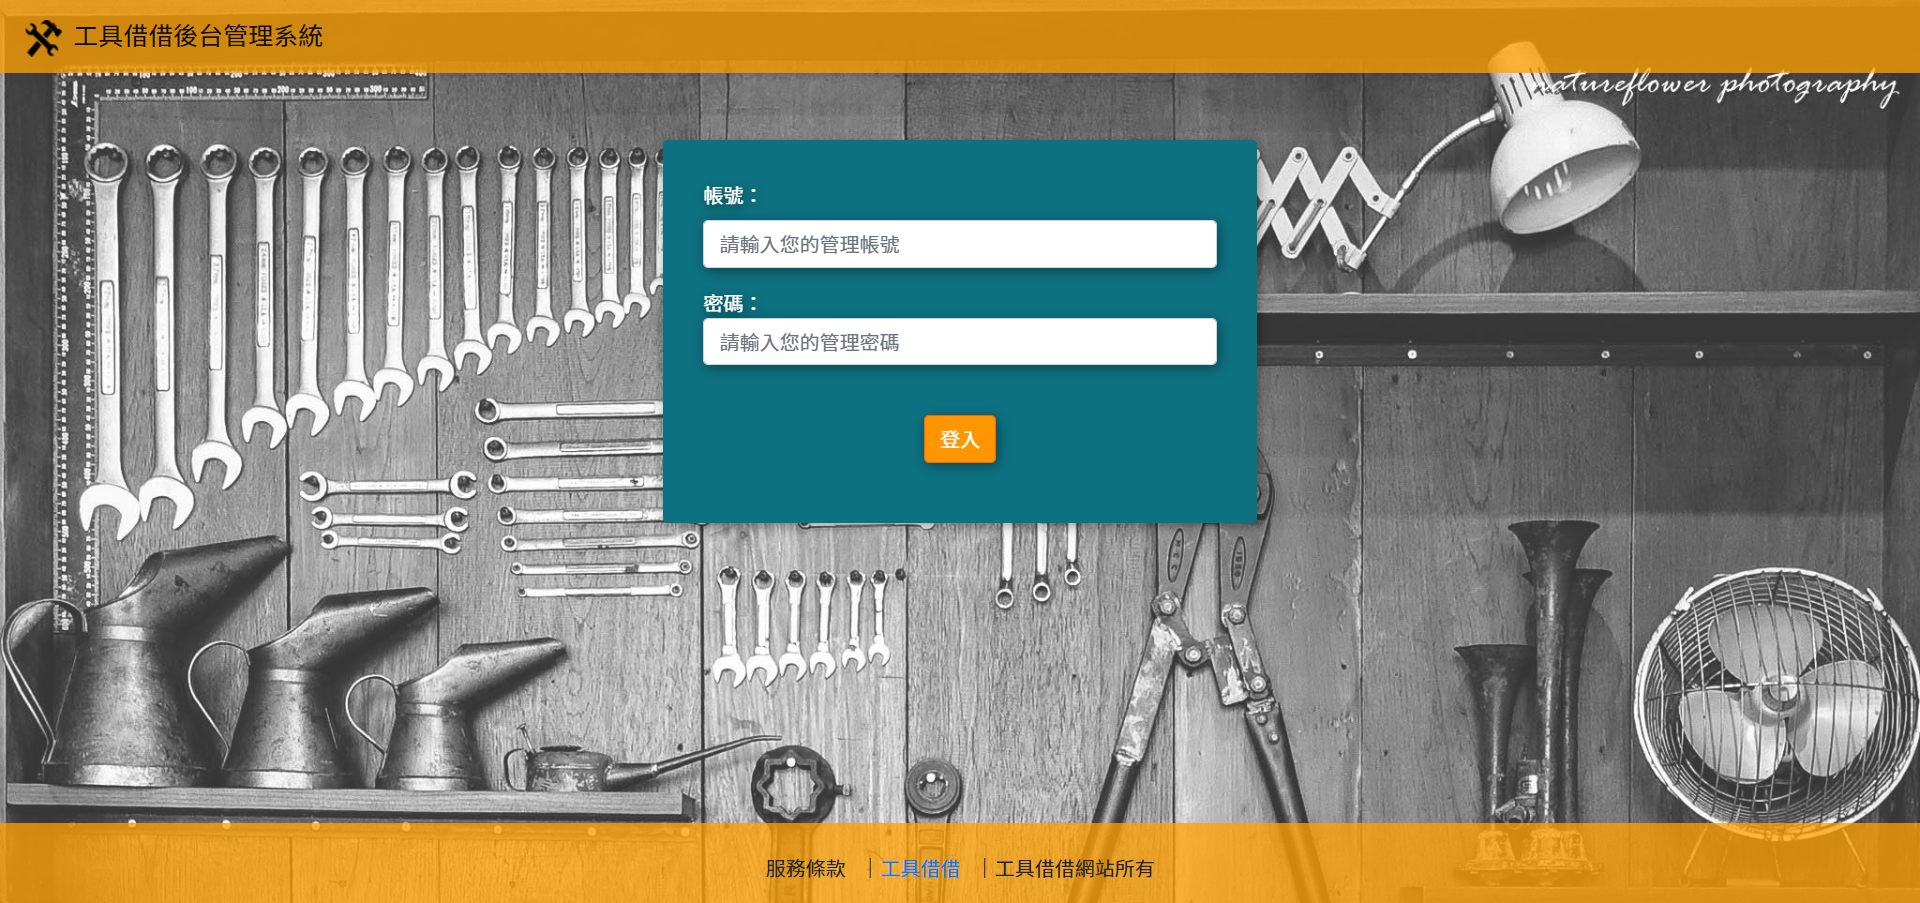 工具借借後台管理系統
natureflower photography
帳號：
請輸入您的管理帳號
密碼：
請輸入您的管理密碼
登入
服務條款 | 工具借借 | 工具借借網站所有